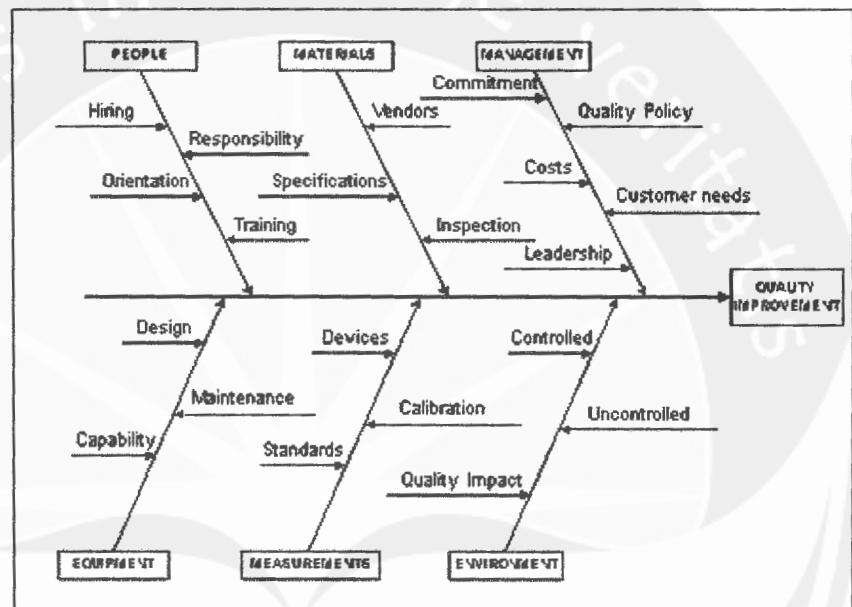 PEOPLE
MATERIALS
MANAGEMENT
Commitment
Hiring
Vendors
Quality Policy
Responsibility
Orientation
Specifications
Costs
Customer needs
Training
Inspection
Leadership
QUALITY
IMPROVEMENT
Design
Devices
Controlled
Maintenance
Calibration
Uncontrolled
Capability
Standards
Quality Impact
EQUIPMENT
MEASUREMENTS
ENVIRONMENT
veritas